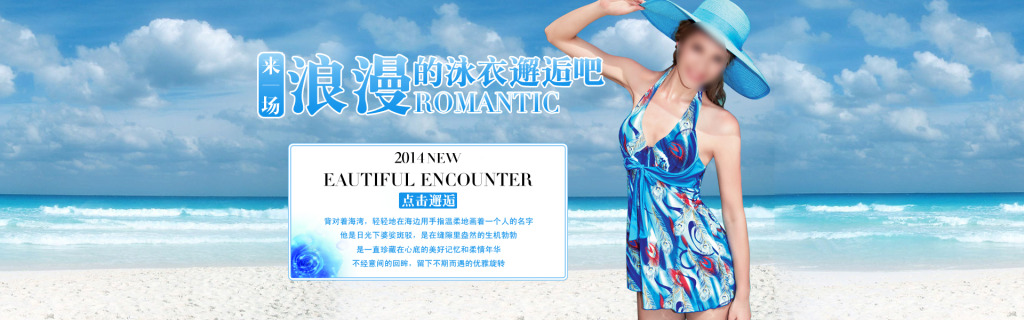 来一场
浪漫的泳衣邂逅吧
ROMANTIC
2014 NEW
EAUTIFUL ENCOUNTER
点击邂逅
背对着海湾，轻轻地在海边用手指温柔地画着一个人的名字
他是日光下婆娑斑驳，是在缝隙里盎然的生机勃勃
是一直珍藏在心底的美好记忆和柔情年华
不经意间的回眸，留下不期而遇的优雅旋转